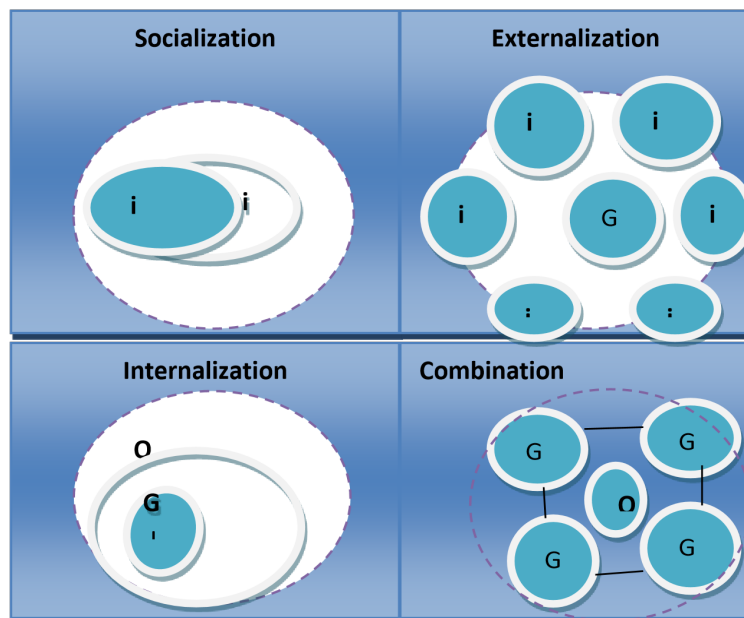 Socialization
Externalization
i
i
i
i
i
G
i
Internalization
Combination
O
G
G
G
O
G
G